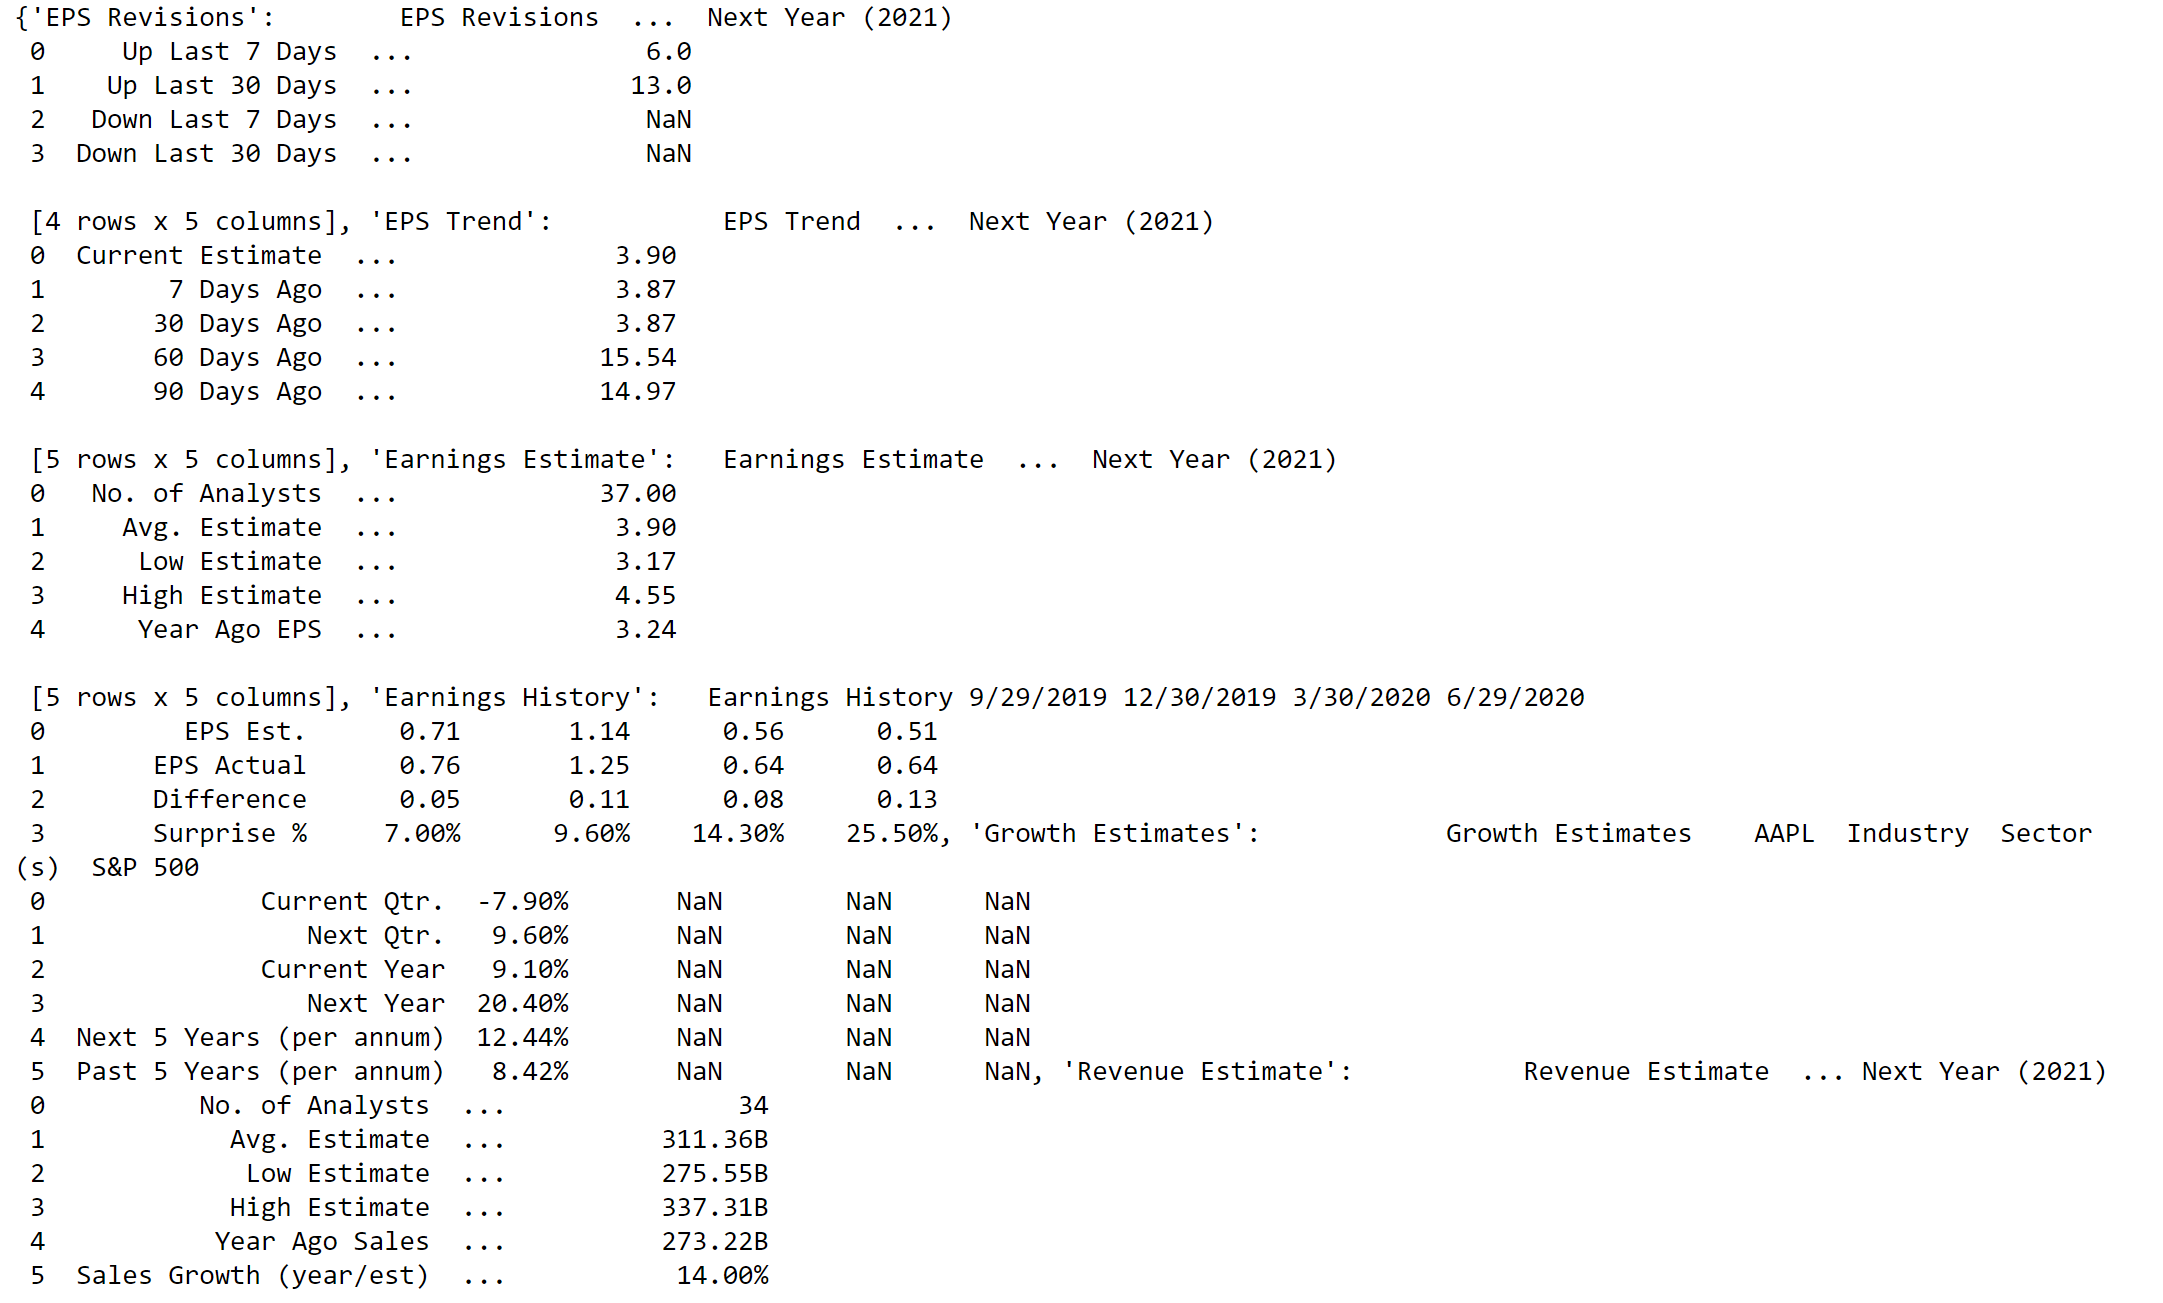 {'EPS Revisions':        EPS Revisions  ...  Next Year (2021)
 0     Up Last 7 Days  ...               6.0
 1    Up Last 30 Days  ...              13.0
 2   Down Last 7 Days  ...               NaN
 3  Down Last 30 Days  ...               NaN
 [4 rows x 5 columns], 'EPS Trend':           EPS Trend  ...  Next Year (2021)
 0  Current Estimate  ...              3.90
 1        7 Days Ago  ...              3.87
 2       30 Days Ago  ...              3.87
 3       60 Days Ago  ...             15.54
 4       90 Days Ago  ...             14.97
 [5 rows x 5 columns], 'Earnings Estimate':   Earnings Estimate  ...  Next Year (2021)
 0   No. of Analysts  ...             37.00
 1     Avg. Estimate  ...              3.90
 2      Low Estimate  ...              3.17
 3     High Estimate  ...              4.55
 4      Year Ago EPS  ...              3.24
 [5 rows x 5 columns], 'Earnings History':   Earnings History 9/29/2019 12/30/2019 3/30/2020 6/29/2020
 0         EPS Est.      0.71       1.14      0.56      0.51
 1       EPS Actual      0.76       1.25      0.64      0.64
 2       Difference      0.05       0.11      0.08      0.13
 3       Surprise %     7.00%      9.60%    14.30%    25.50%, 'Growth Estimates':            Growth Estimates    AAPL  Industry  Sector
(s)  S&P 500
 0              Current Qtr.  -7.90%       NaN        NaN      NaN
 1                 Next Qtr.   9.60%       NaN        NaN      NaN
 2              Current Year   9.10%       NaN        NaN      NaN
 3                 Next Year  20.40%       NaN        NaN      NaN
 4  Next 5 Years (per annum)  12.44%       NaN        NaN      NaN
 5  Past 5 Years (per annum)   8.42%       NaN        NaN      NaN, 'Revenue Estimate':           Revenue Estimate  ... Next Year (2021)
 0          No. of Analysts  ...               34
 1            Avg. Estimate  ...          311.36B
 2             Low Estimate  ...          275.55B
 3            High Estimate  ...          337.31B
 4           Year Ago Sales  ...          273.22B
 5  Sales Growth (year/est)  ...           14.00%